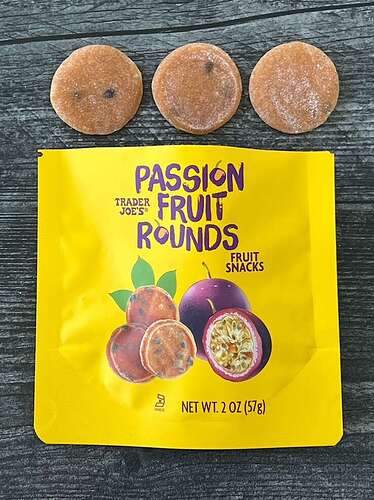 PASSION
TRADER
JOE'S®
FRUIT
ROUNDS
FRUIT
SNACKS
NET WT. 2 OZ (57g)